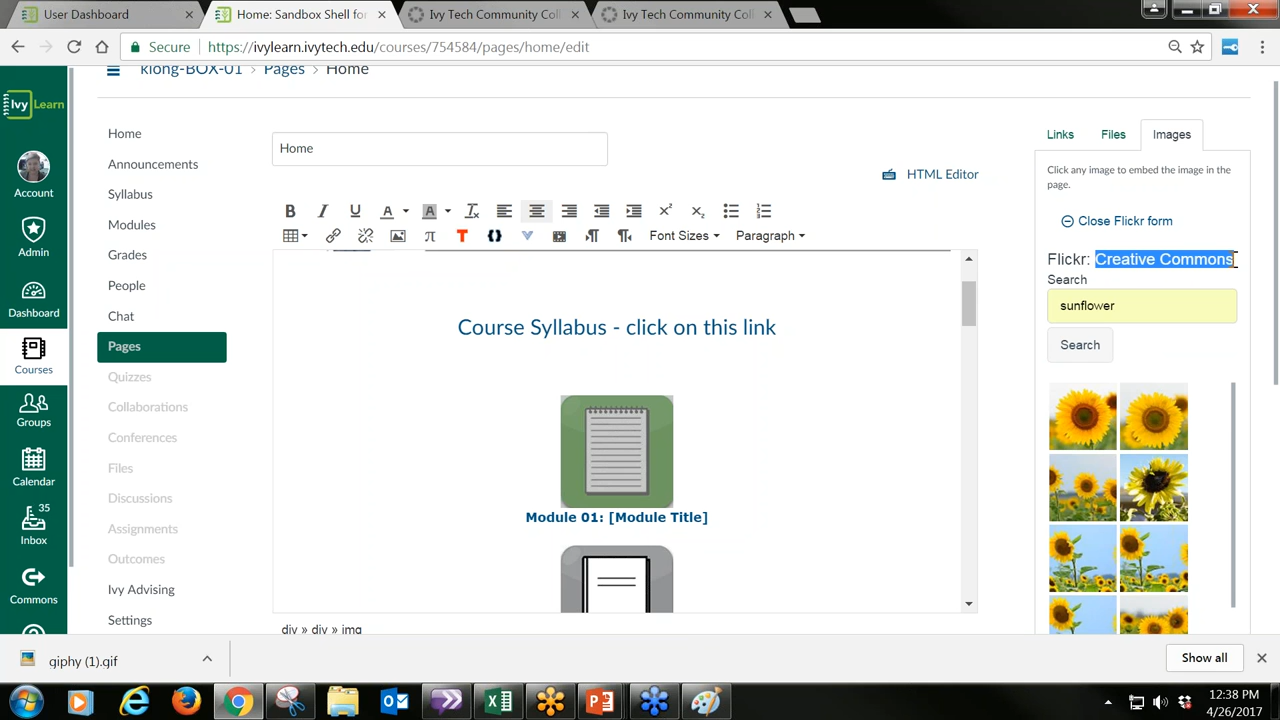 User Dashboard
Home: Sandbox Shell for
Ivy Tech Community Coll
Ivy Tech Community Coll
Secure
https://ivylearn.ivytech.edu/courses/754584/pages/home/edit
klong-BOX-01 > Pages > Home
Ivy Learn
Account
Admin
Dashboard
Courses
Groups
Calendar
35
Inbox
Commons
Home
Announcements
Syllabus
Modules
Grades
People
Chat
Pages
Quizzes
Collaborations
Conferences
Files
Discussions
Assignments
Outcomes
Ivy Advising
Settings
Home
HTML Editor
Font Sizes
Paragraph
Course Syllabus - click on this link
Module 01: [Module Title]
div » div » img
Links Files Images
Click any image to embed the image in the
page.
Close Flickr form
Flickr: Creative Commons
Search
sunflower
Search
giphy (1).gif
Show all
12:38 PM
4/26/2017